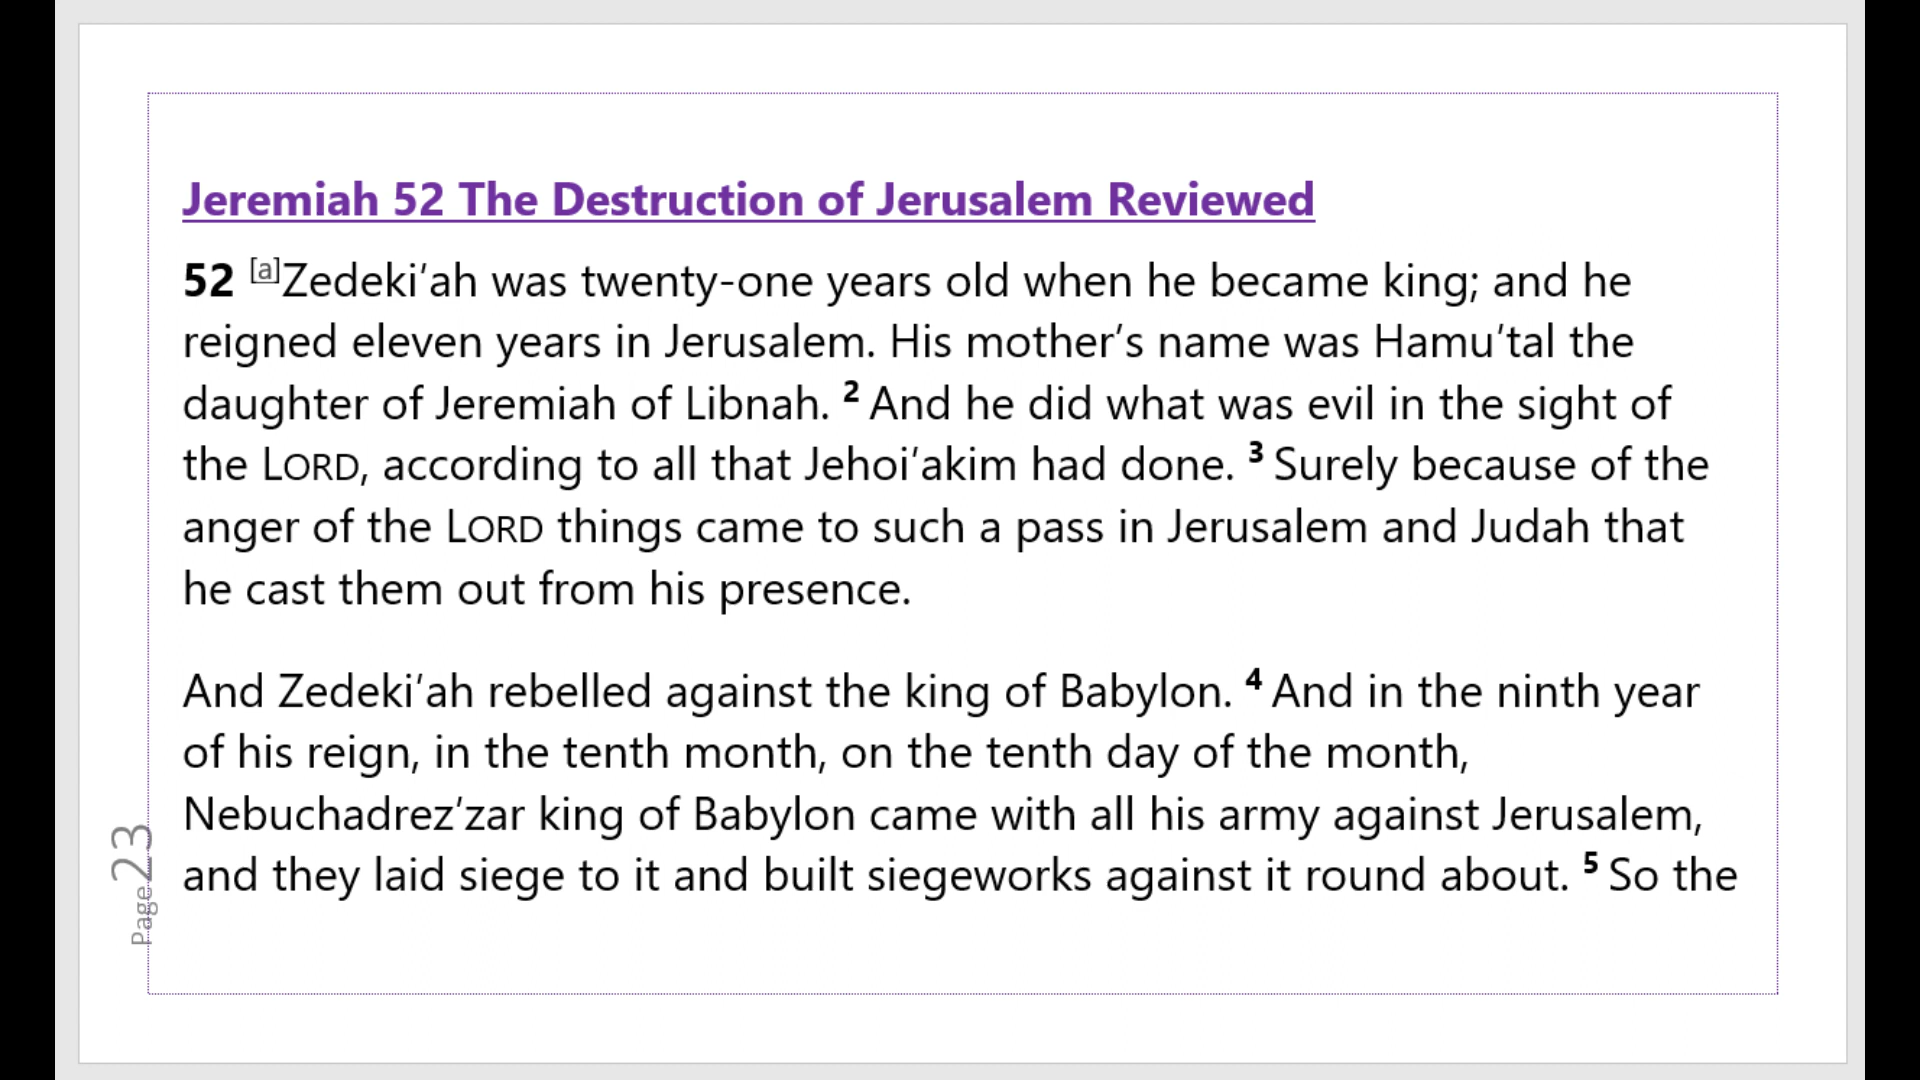 Jeremiah 52 The Destruction of Jerusalem Reviewed
52 [a]Zedeki′ah was twenty-one years old when he became king; and he
reigned eleven years in Jerusalem. His mother’s name was Hamu′tal the
daughter of Jeremiah of Libnah. 2 And he did what was evil in the sight of
the LORD, according to all that Jehoi′akim had done. 3 Surely because of the
anger of the LORD things came to such a pass in Jerusalem and Judah that
he cast them out from his presence.
And Zedeki′ah rebelled against the king of Babylon. 4 And in the ninth year
of his reign, in the tenth month, on the tenth day of the month,
Nebuchadrez′zar king of Babylon came with all his army against Jerusalem,
and they laid siege to it and built siegeworks against it round about. 5 So the
Page 23